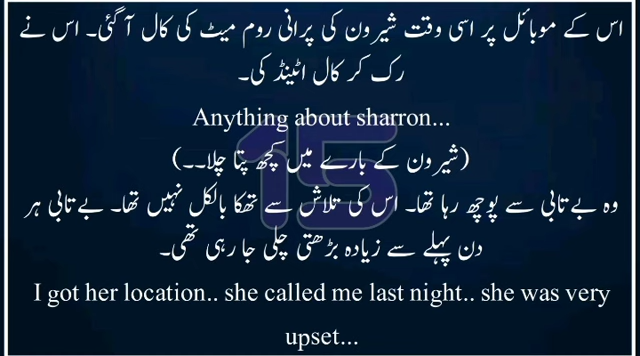 اس کے موبائل پر اسی وقت شیرون کی پرانی روم میٹ کی کال آ گئی۔ اس نے
رک کر کال اٹینڈ کی۔
Anything about sharron...
(شیرون کے بارے میں کچھ پتا چلا۔۔)
وہ بے تابی سے پوچھ رہا تھا۔ اس کی تلاش سے تھکا بالکل نہیں تھا۔ بے تابی ہر
دن پہلے سے زیادہ بڑھتی چلی جا رہی تھی۔
I got her location.. she called me last night.. she was very
upset...
15